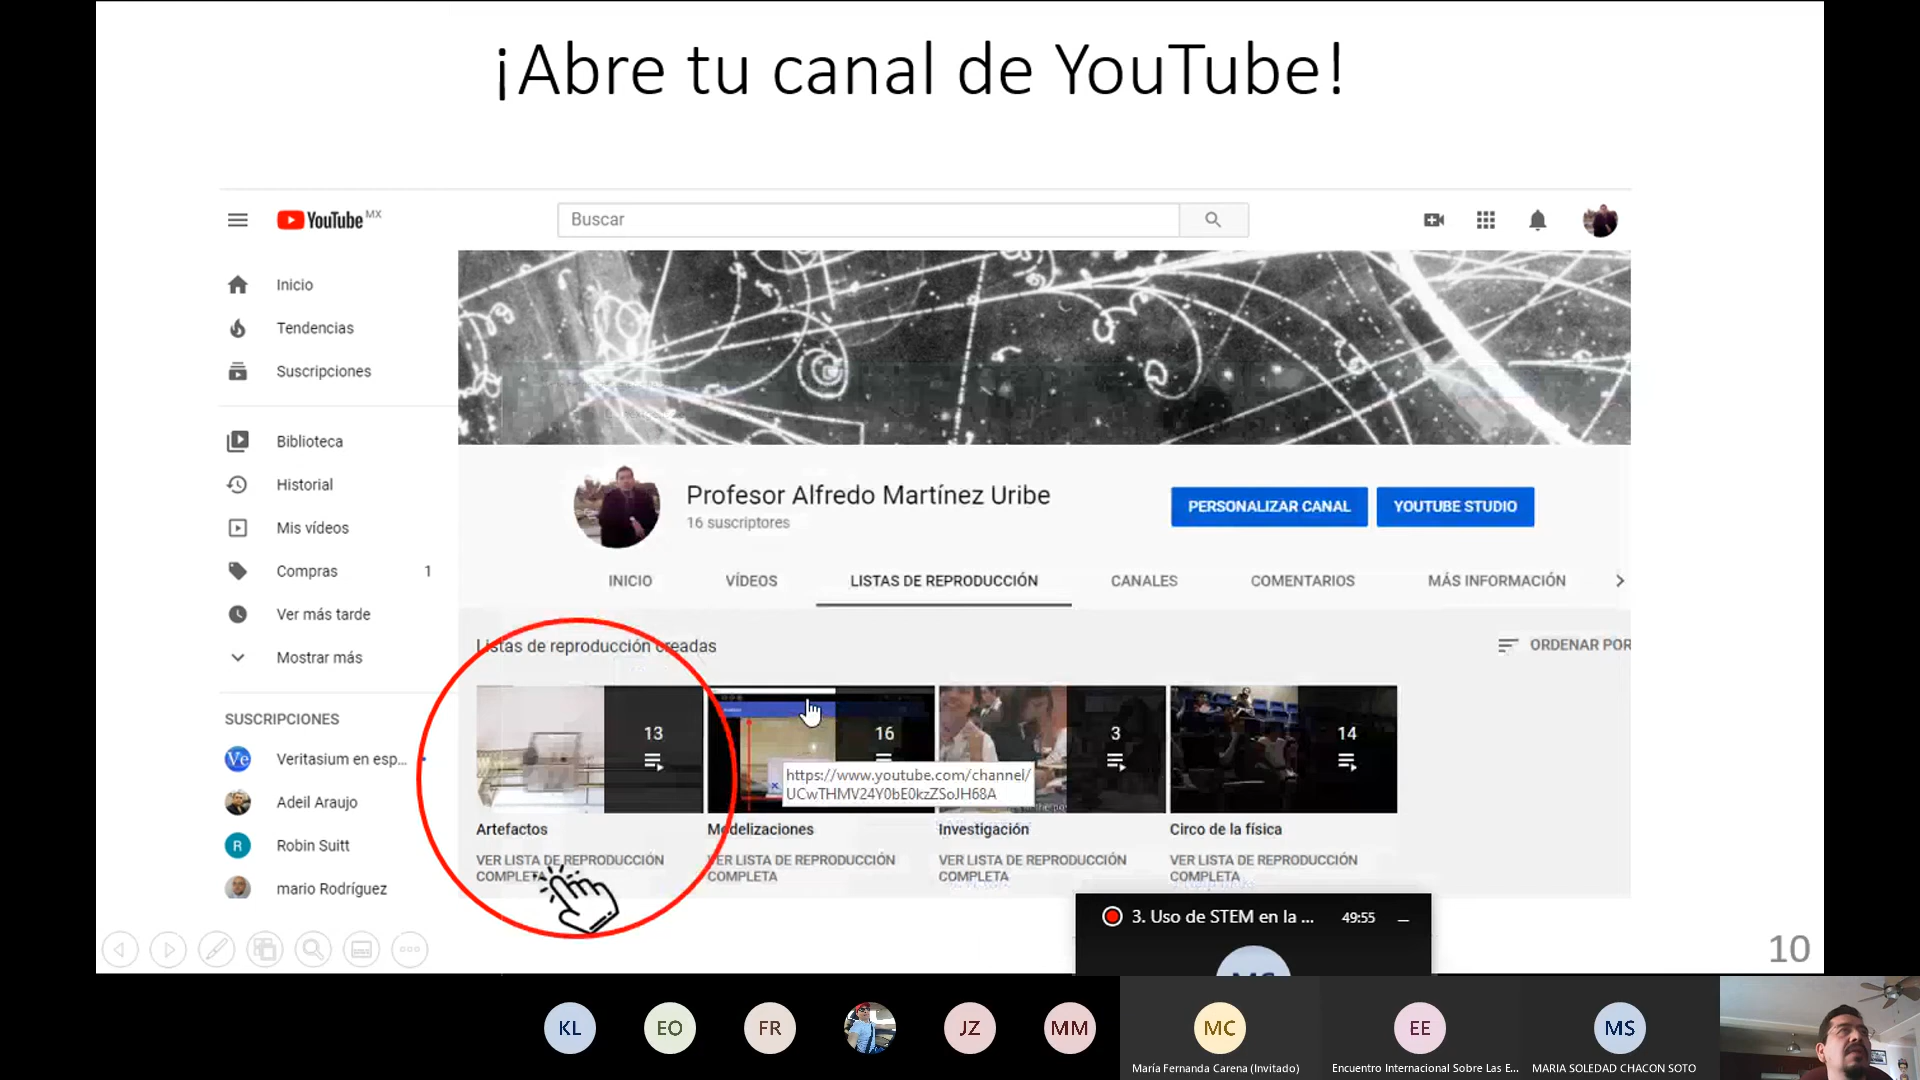 ¡Abre tu canal de YouTube!
YouTube MX
Buscar
Inicio
Tendencias
Suscripciones
Biblioteca
Historial
Mis vídeos
Compras 1
Ver más tarde
Mostrar más
SUSCRIPCIONES
Ve Veritasium en esp...
Adeil Araujo
R Robin Suitt
mario Rodríguez
Profesor Alfredo Martínez Uribe
16 suscriptores
PERSONALIZAR CANAL
YOUTUBE STUDIO
INICIO VÍDEOS LISTAS DE REPRODUCCIÓN CANALES COMENTARIOS MÁS INFORMACIÓN
Listas de reproducción creadas
ORDENAR POR
13 16 3 14
https://www.youtube.com/channel/
UCwTHMV24Y0bE0kzZSoJH68A
Artefactos
VER LISTA DE REPRODUCCIÓN
COMPLETA
Modelizaciones
VER LISTA DE REPRODUCCIÓN
COMPLETA
Investigación
VER LISTA DE REPRODUCCIÓN
COMPLETA
Circo de la física
VER LISTA DE REPRODUCCIÓN
COMPLETA
3. Uso de STEM en la ... 49:55
10
KL EO FR JZ MM MC EE MS
María Fernanda Carena (Invitado)
Encuentro Internacional Sobre Las E...
MARIA SOLEDAD CHACON SOTO